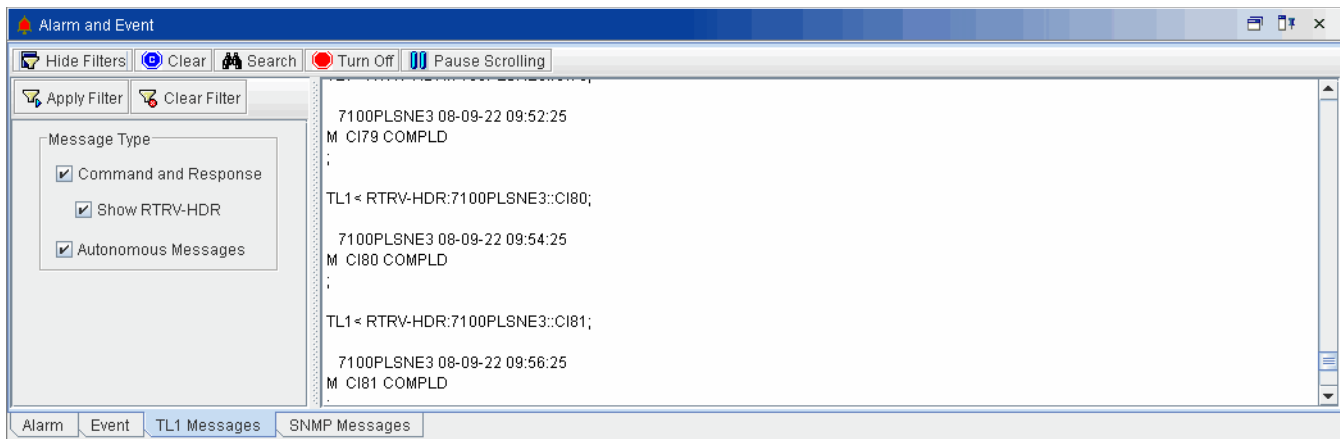 Alarm and Event
Hide Filters Clear Search Turn Off Pause Scrolling
Apply Filter Clear Filter
Message Type
Command and Response
Show RTRV-HDR
Autonomous Messages
7100PLSNE3 08-09-22 09:52:25
M CI79 COMPLD
;
TL1< RTRV-HDR:7100PLSNE3::CI80;
7100PLSNE3 08-09-22 09:54:25
M CI80 COMPLD
;
TL1< RTRV-HDR:7100PLSNE3::CI81;
7100PLSNE3 08-09-22 09:56:25
M CI81 COMPLD
Alarm Event TL1 Messages SNMP Messages